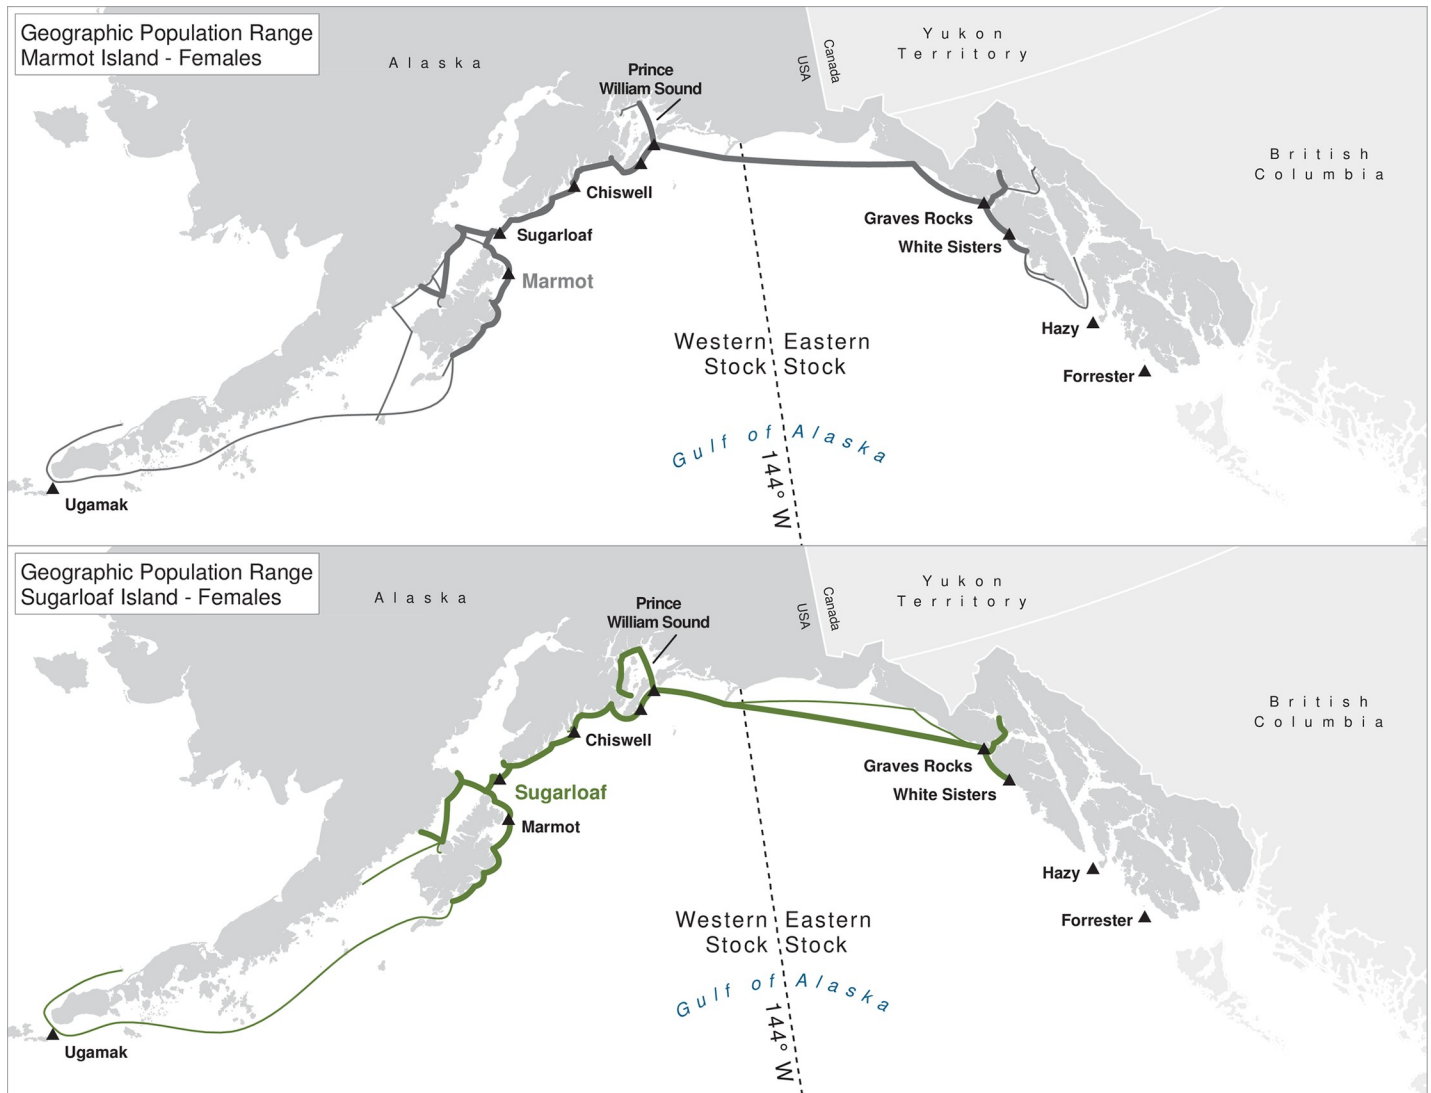 Geographic Population Range
Marmot Island - Females
Alaska
Yukon
Territory
USA
Canada
Prince
William Sound
British
Columbia
Chiswell
Graves Rocks
Sugarloaf
White Sisters
Marmot
Hazy
Western Eastern
Stock Stock
Forrester
Gulf of Alaska
144° W
Ugamak
Geographic Population Range
Sugarloaf Island - Females
Alaska
Yukon
Territory
USA
Canada
Prince
William Sound
British
Columbia
Chiswell
Graves Rocks
Sugarloaf
White Sisters
Marmot
Hazy
Western Eastern
Stock Stock
Forrester
Gulf of Alaska
144° W
Ugamak